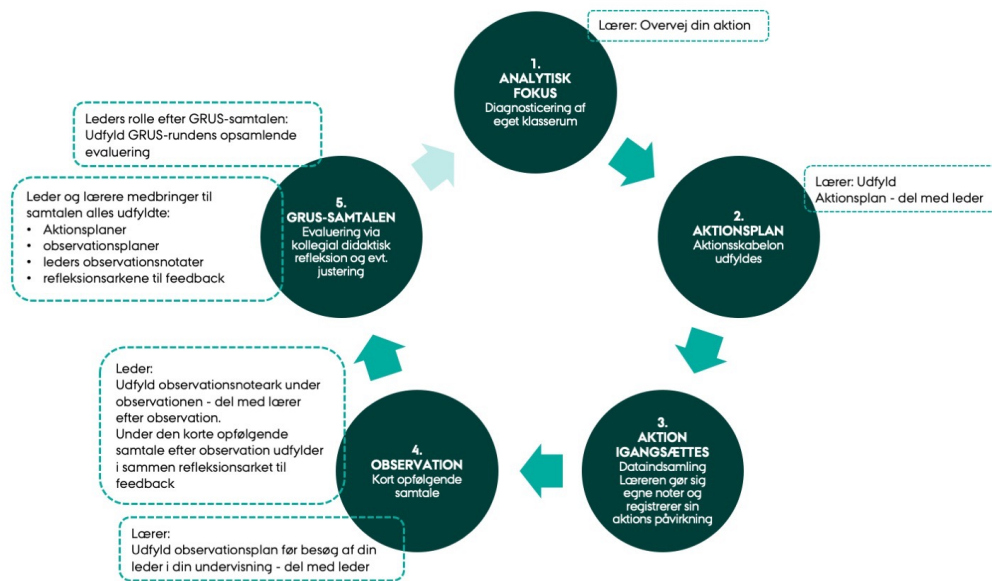 Lærer: Overvej din aktion
1.
ANALYTISK
FOKUS
Diagnosticering af
eget klasserum
Lærer: Udfyld
Aktionsplan - del med leder
2.
AKTIONSPLAN
Aktionsskabelon
udfyldes
3.
AKTION
IGANGSÆTTES
Dataindsamling
Læreren gør sig
egne noter og
registrerer sin
aktions påvirkning
4.
OBSERVATION
Kort opfølgende
samtale
Leder:
Udfyld observationsnoteark under
observationen - del med lærer
efter observation.
Under den korte opfølgende
samtale efter observation udfylder
i sammen refleksionsarket til
feedback
Lærer:
Udfyld observationsplan før besøg af din
leder i din undervisning - del med leder
5.
GRUS-SAMTALEN
Evaluering via
kollegial didaktisk
refleksion og evt.
justering
Leders rolle efter GRUS-samtalen:
Udfyld GRUS-rundens opsamlende
evaluering
Leder og lærere medbringer til
samtalen alles udfyldte:
• Aktionsplaner
• observationsplaner
• leders observationsnotater
• refleksionsarkene til feedback